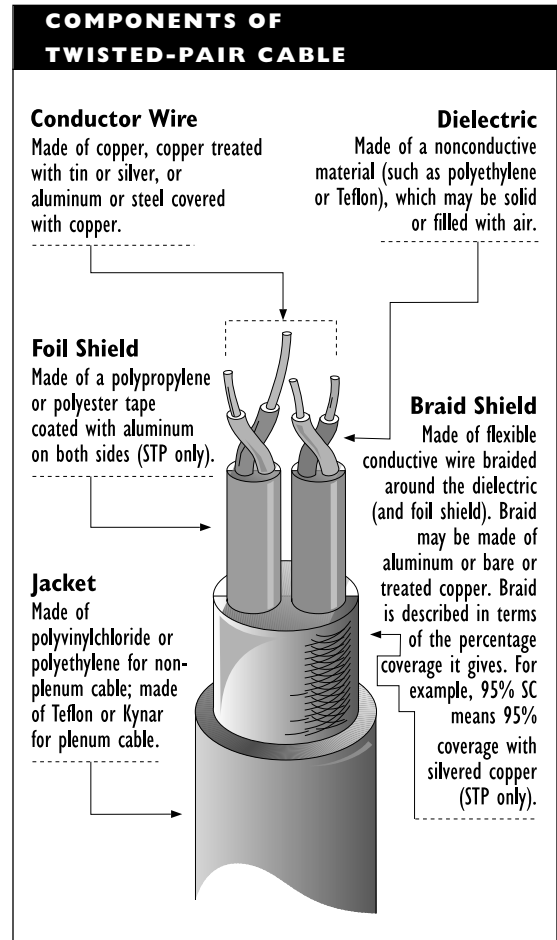 COMPONENTS OF
TWISTED-PAIR CABLE
Conductor Wire
Made of copper, copper treated
with tin or silver, or
aluminum or steel covered
with copper.
Dielectric
Made of a nonconductive
material (such as polyethylene
or Teflon), which may be solid
or filled with air.
Foil Shield
Made of a polypropylene
or polyester tape
coated with aluminum
on both sides (STP only).
Braid Shield
Made of flexible
conductive wire braided
around the dielectric
(and foil shield). Braid
may be made of
aluminum or bare or
treated copper. Braid
is described in terms
of the percentage
coverage it gives. For
example, 95% SC
means 95%
coverage with
silvered copper
(STP only).
Jacket
Made of
polyvinylchloride or
polyethylene for non-
plenum cable; made
of Teflon or Kynar
for plenum cable.